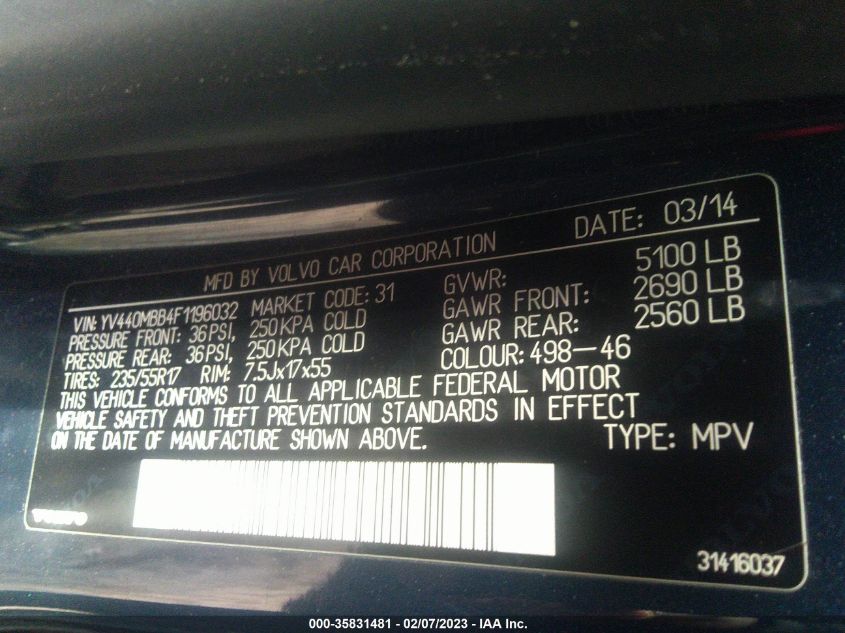 MFD BY VOLVO CAR CORPORATION DATE: 03/14
VIN: YV440MBB4F1196032 MARKET CODE: 31 GVWR: 5100 LB
PRESSURE FRONT: 36 PSI, 250 KPA COLD GAWR FRONT: 2690 LB
PRESSURE REAR: 36 PSI, 250 KPA COLD GAWR REAR: 2560 LB
TIRES: 235/55R17 RIM: 7.5Jx17x55 COLOUR: 498-46
THIS VEHICLE CONFORMS TO ALL APPLICABLE FEDERAL MOTOR
VEHICLE SAFETY AND THEFT PREVENTION STANDARDS IN EFFECT
ON THE DATE OF MANUFACTURE SHOWN ABOVE. TYPE: MPV
VOLVO
31416037
000-35831481 - 02/07/2023 - IAA Inc.